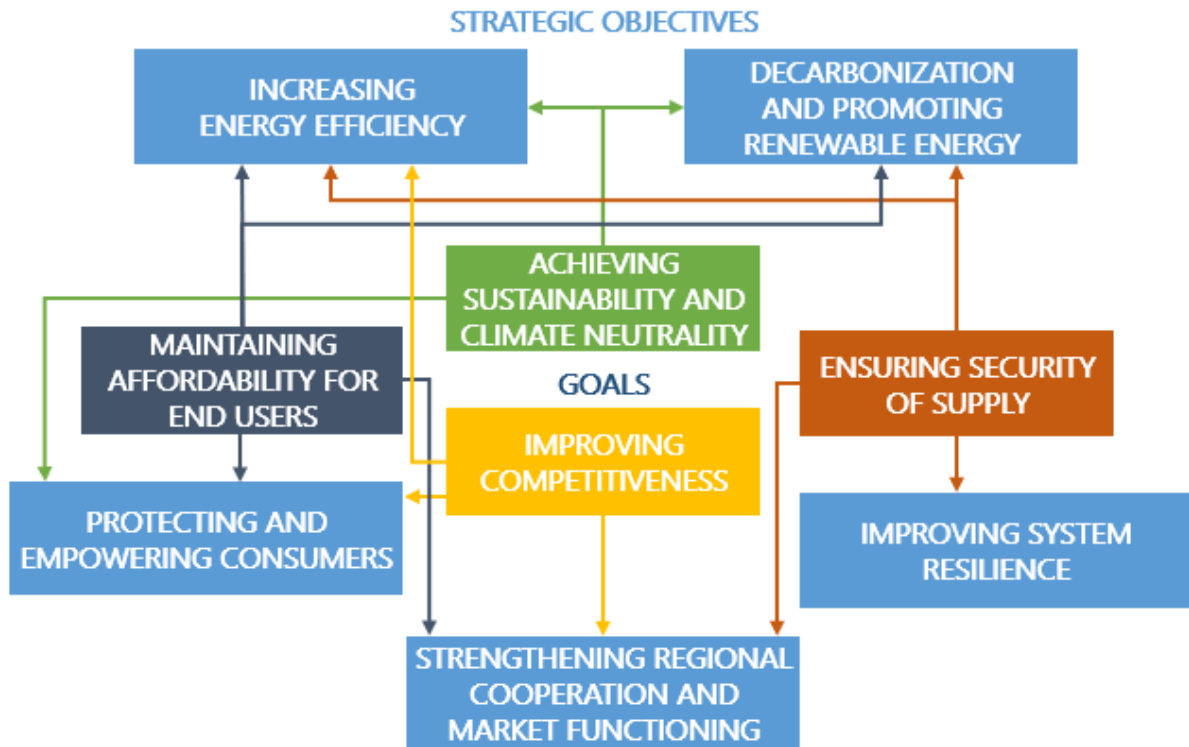 STRATEGIC OBJECTIVES
INCREASING
ENERGY EFFICIENCY
DECARBONIZATION
AND PROMOTING
RENEWABLE ENERGY
ACHIEVING
SUSTAINABILITY AND
CLIMATE NEUTRALITY
MAINTAINING
AFFORDABILITY FOR
END USERS
ENSURING SECURITY
OF SUPPLY
GOALS
IMPROVING
COMPETITIVENESS
PROTECTING AND
EMPOWERING CONSUMERS
IMPROVING SYSTEM
RESILIENCE
STRENGTHENING REGIONAL
COOPERATION AND
MARKET FUNCTIONING